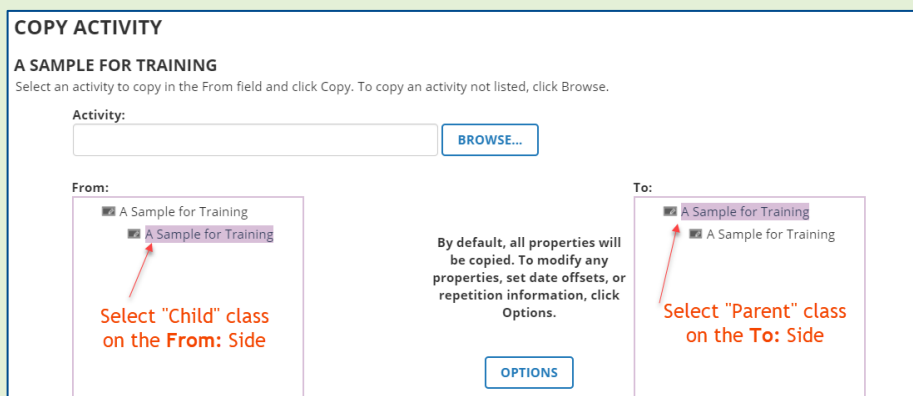 COPY ACTIVITY
A SAMPLE FOR TRAINING
Select an activity to copy in the From field and click Copy. To copy an activity not listed, click Browse.
Activity:
BROWSE...
From:
A Sample for Training
A Sample for Training
Select "Child" class
on the From: Side
By default, all properties will
be copied. To modify any
properties, set date offsets, or
repetition information, click
Options.
OPTIONS
To:
A Sample for Training
A Sample for Training
Select "Parent" class
on the To: Side